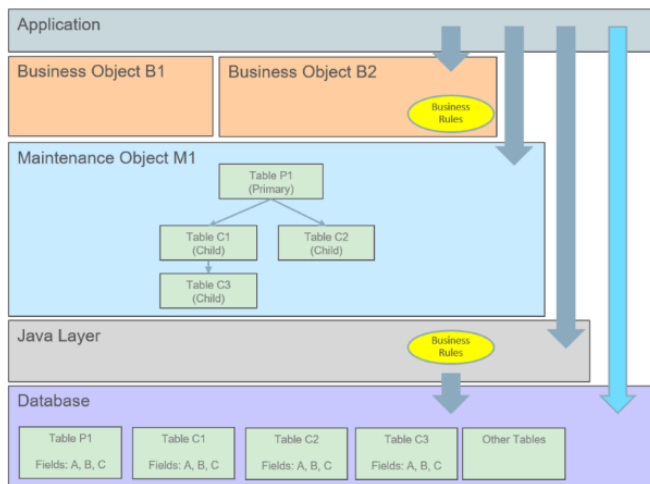 Application
Business Object B1
Business Object B2
Business
Rules
Maintenance Object M1
Table P1
(Primary)
Table C1
(Child)
Table C2
(Child)
Table C3
(Child)
Java Layer
Business
Rules
Database
Table P1
Fields: A, B, C
Table C1
Fields: A, B, C
Table C2
Fields: A, B, C
Table C3
Fields: A, B, C
Other Tables